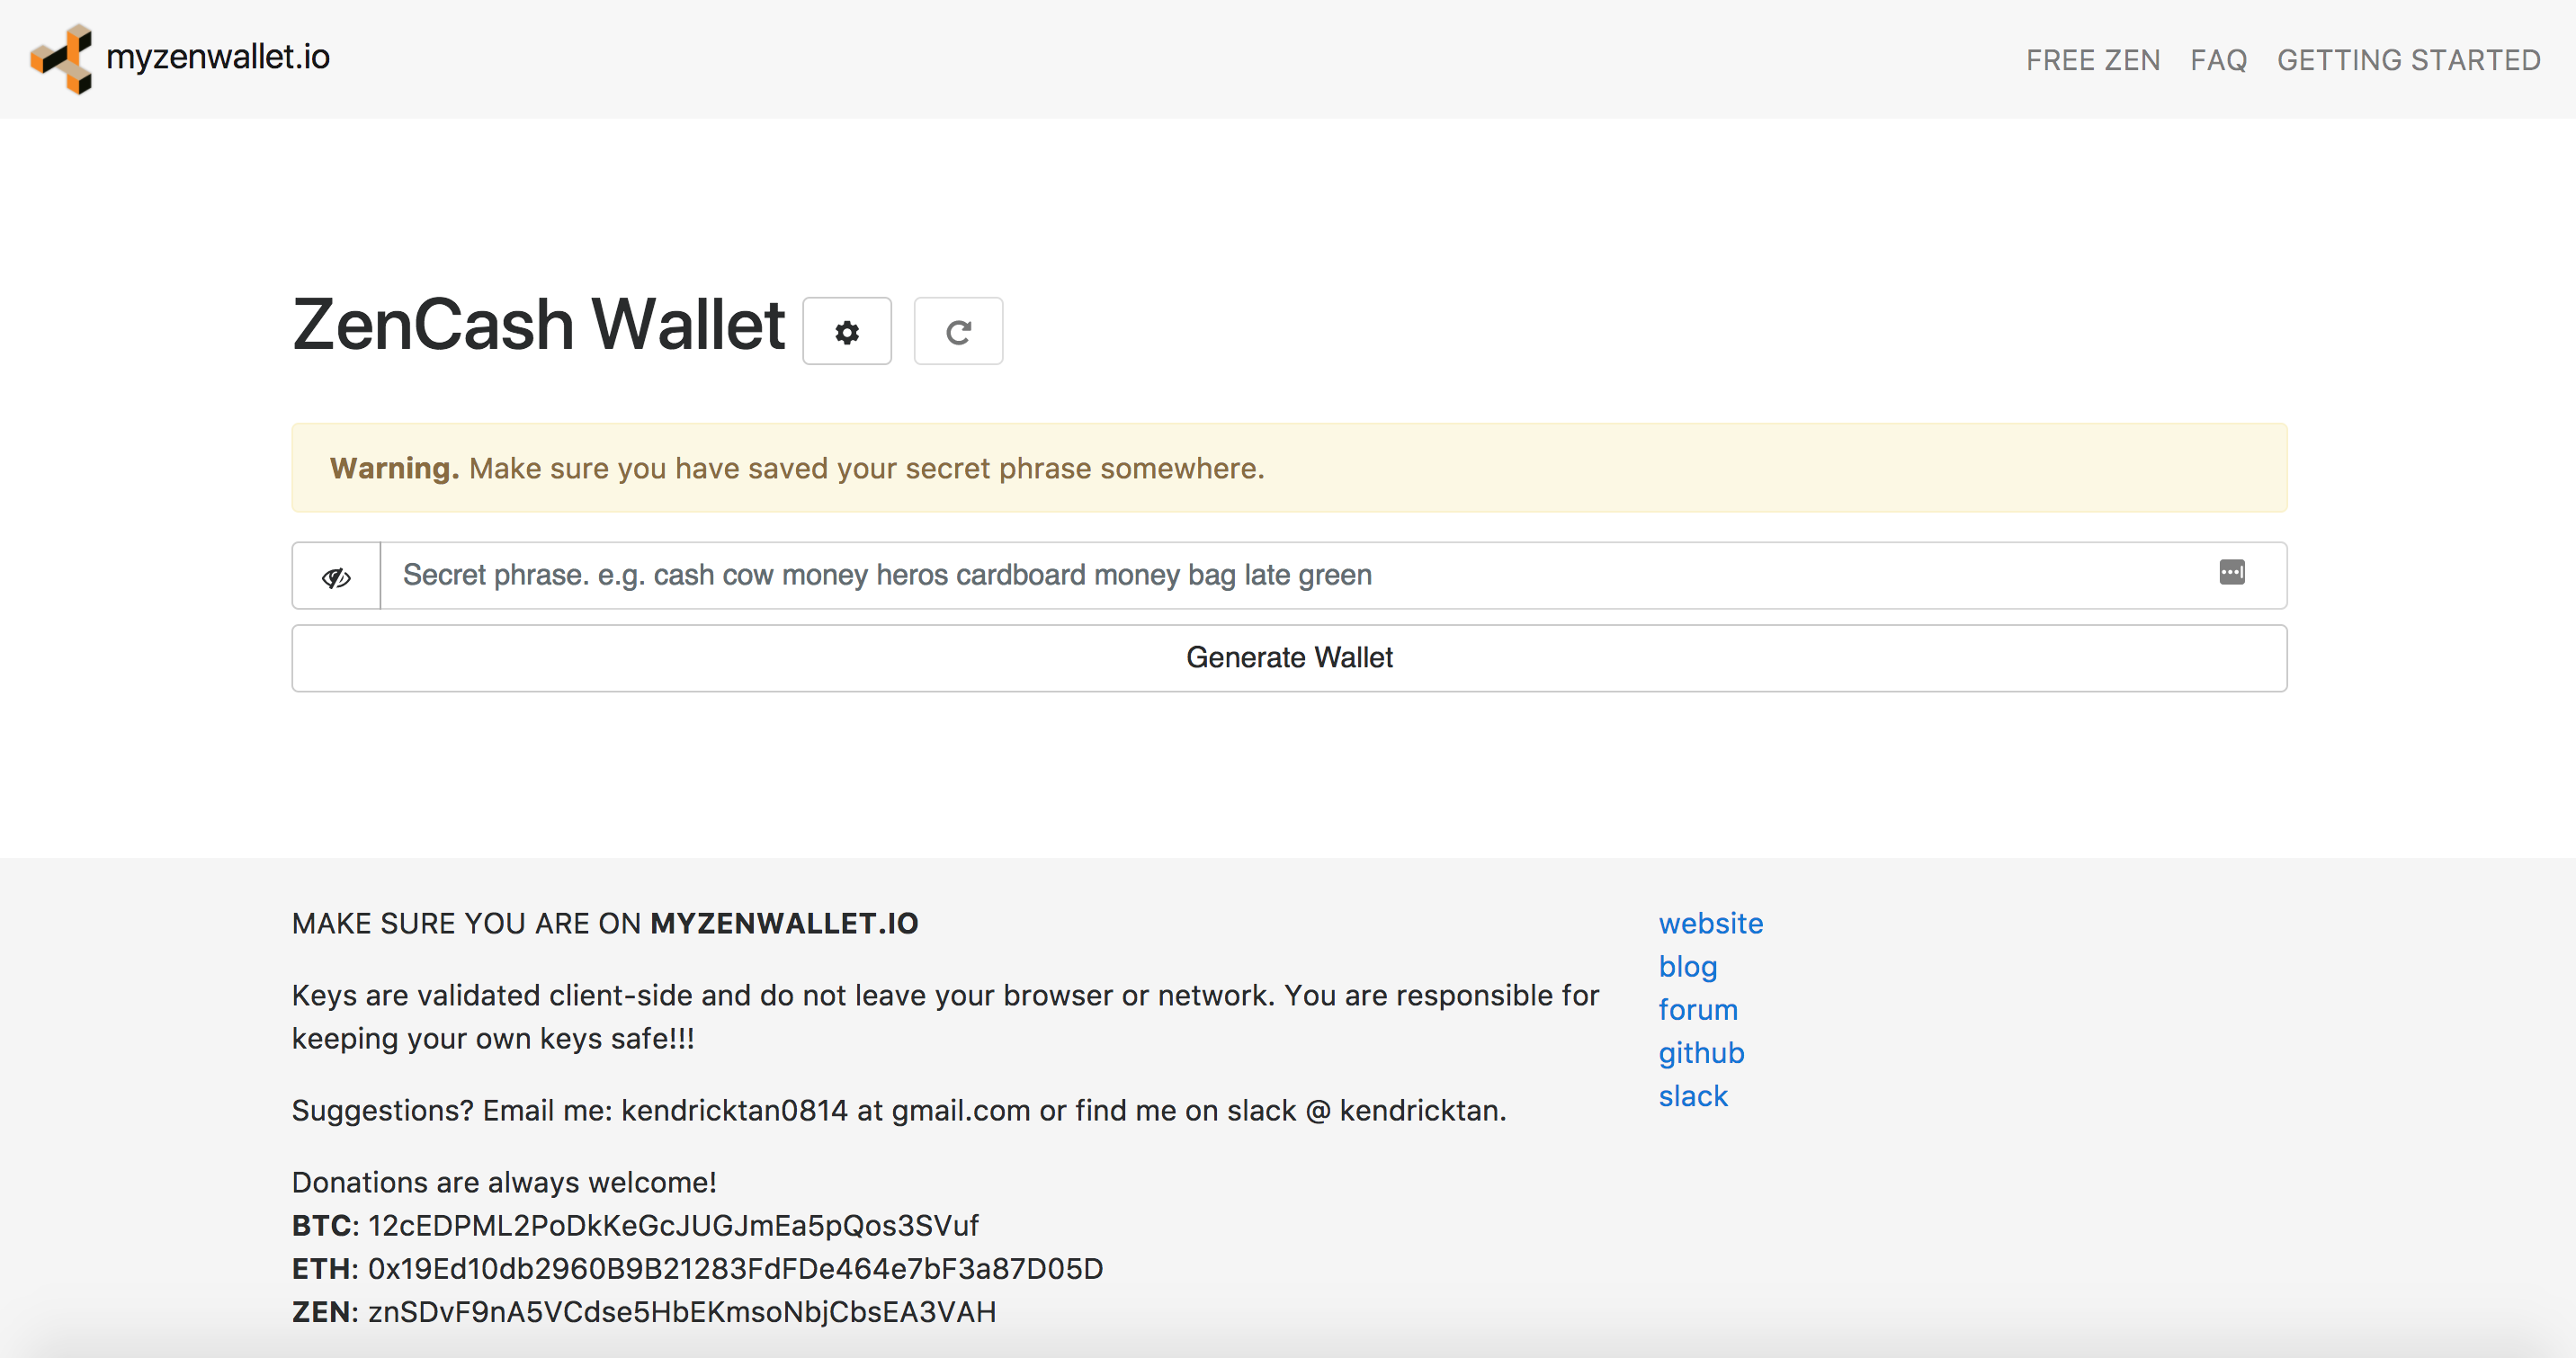 myzenwallet.io
FREE ZEN FAQ GETTING STARTED
ZenCash Wallet
Warning. Make sure you have saved your secret phrase somewhere.
Secret phrase. e.g. cash cow money heros cardboard money bag late green
Generate Wallet
MAKE SURE YOU ARE ON MYZENWALLET.IO
Keys are validated client-side and do not leave your browser or network. You are responsible for
keeping your own keys safe!!!
Suggestions? Email me: kendricktan0814 at gmail.com or find me on slack @ kendricktan.
Donations are always welcome!
BTC: 12cEDPML2PoDkKeGcJUGJmEa5pQos3SVuf
ETH: 0x19Ed10db2960B9B21283FdFDe464e7bF3a87D05D
ZEN: znSDvF9nA5VCdse5HbEKmsoNbjCbsEA3VAH
website
blog
forum
github
slack